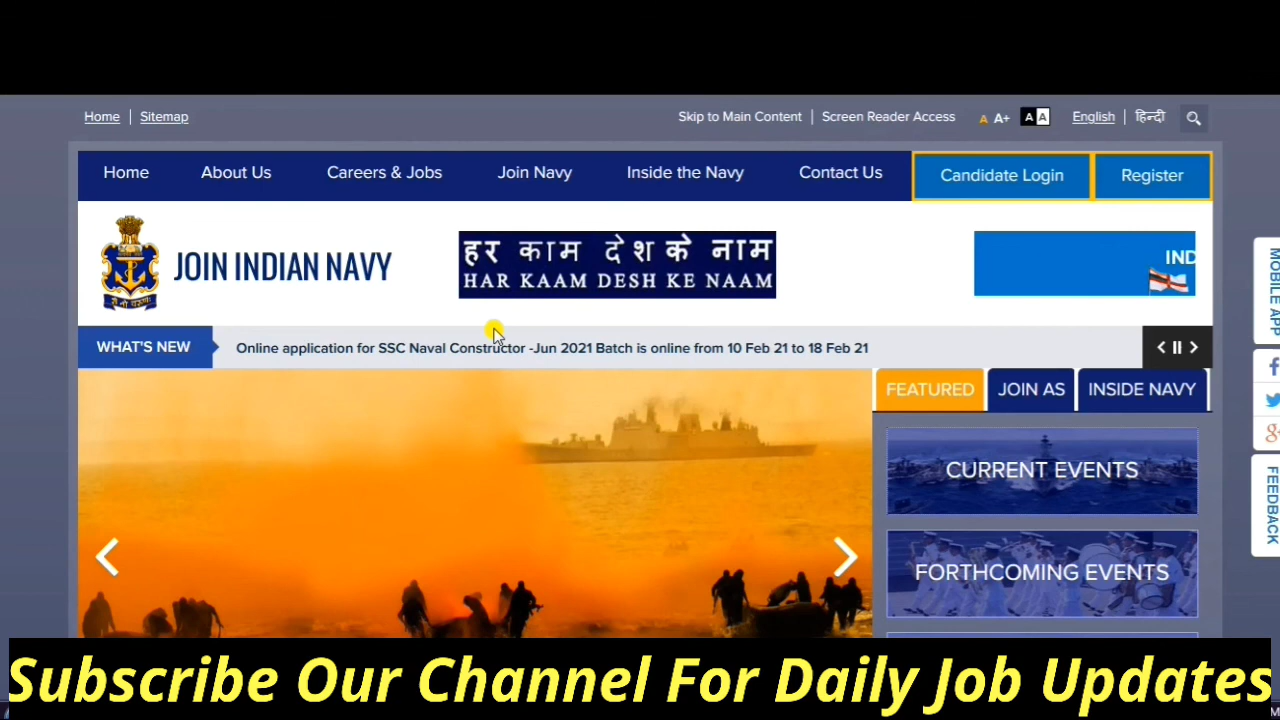 Home | Sitemap
Skip to Main Content | Screen Reader Access A A+ A A English | हिन्दी
Home About Us Careers & Jobs Join Navy Inside the Navy Contact Us Candidate Login Register
JOIN INDIAN NAVY
हर काम देश के नाम
HAR KAAM DESH KE NAAM
IND
MOBILE APP
WHAT'S NEW
Online application for SSC Naval Constructor -Jun 2021 Batch is online from 10 Feb 21 to 18 Feb 21
FEATURED JOIN AS INSIDE NAVY
CURRENT EVENTS
FEEDBACK
FORTHCOMING EVENTS
Subscribe Our Channel For Daily Job Updates